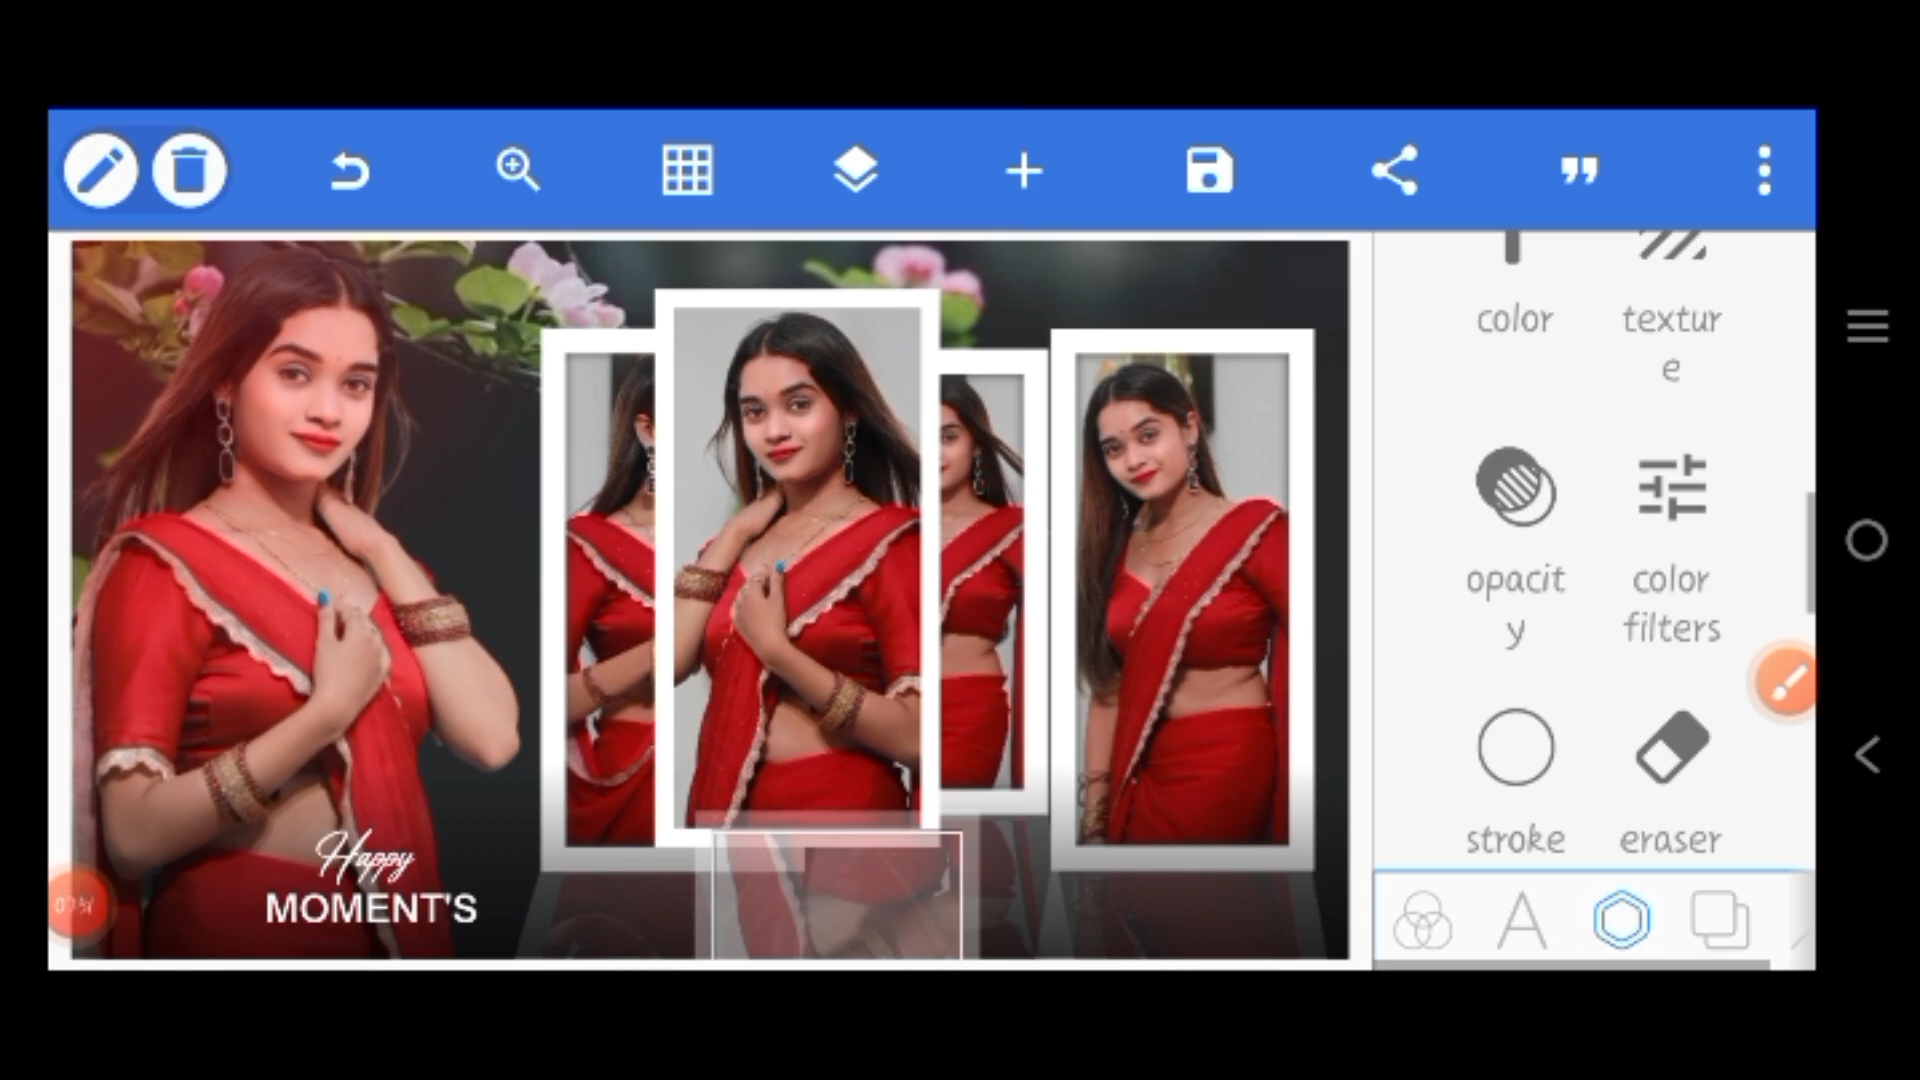 color
textur
e
opacit
y
color
filters
stroke
eraser
Happy
MOMENT'S